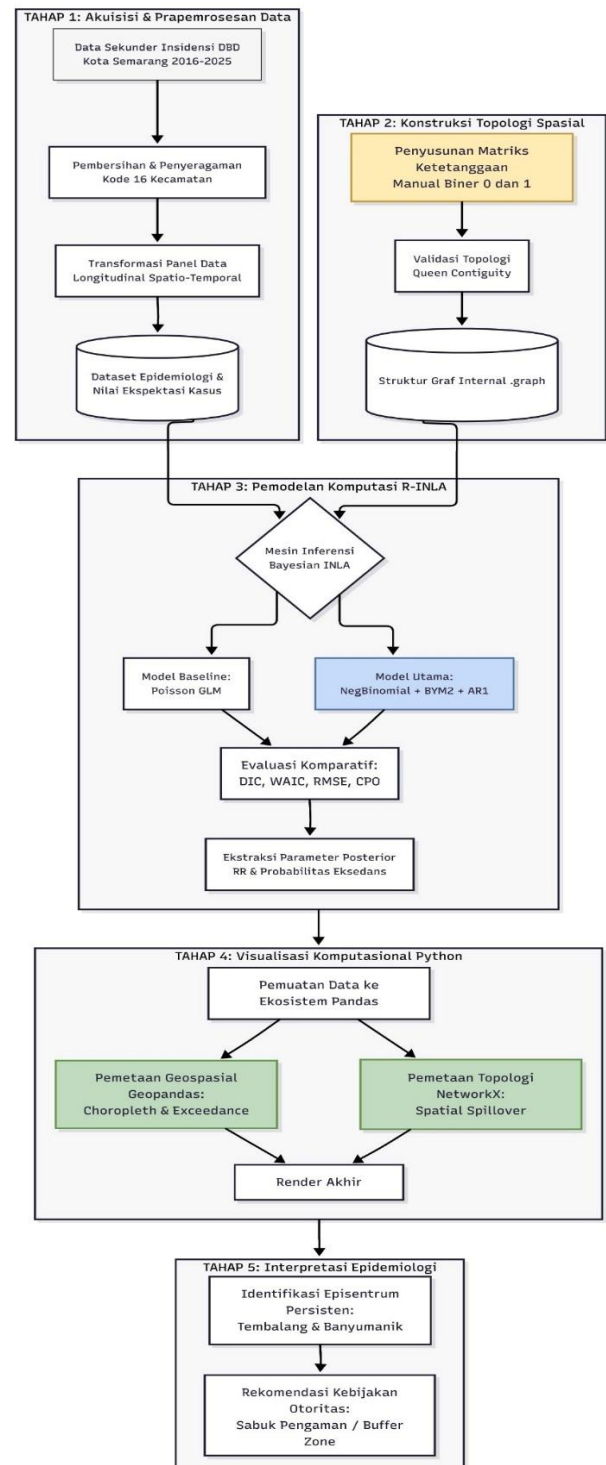 TAHAP 1: Akuisisi & Prapemrosesan Data
Data Sekunder Insidensi DBD
Kota Semarang 2016-2025
Pembersihan & Penyeragaman
Kode 16 Kecamatan
Transformasi Panel Data
Longitudinal Spatio-Temporal
Dataset Epidemiologi &
Nilai Ekspektasi Kasus
TAHAP 2: Konstruksi Topologi Spasial
Penyusunan Matriks
Ketetanggaan
Manual Biner 0 dan 1
Validasi Topologi
Queen Contiguity
Struktur Graf Internal .graph
TAHAP 3: Pemodelan Komputasi R-INLA
Mesin Inferensi
Bayesian INLA
Model Baseline:
Poisson GLM
Model Utama:
NegBinomial + BYM2 + AR1
Evaluasi Komparatif:
DIC, WAIC, RMSE, CPO
Ekstraksi Parameter Posterior
RR & Probabilitas Eksedans
TAHAP 4: Visualisasi Komputasional Python
Pemuatan Data ke
Ekosistem Pandas
Pemetaan Geospasial
Geopandas:
Choropleth & Exceedance
Pemetaan Topologi
NetworkX:
Spatial Spillover
Render Akhir
TAHAP 5: Interpretasi Epidemiologi
Identifikasi Episentrum
Persisten:
Tembalang & Banyumanik
Rekomendasi Kebijakan
Otoritas:
Sabuk Pengaman / Buffer
Zone